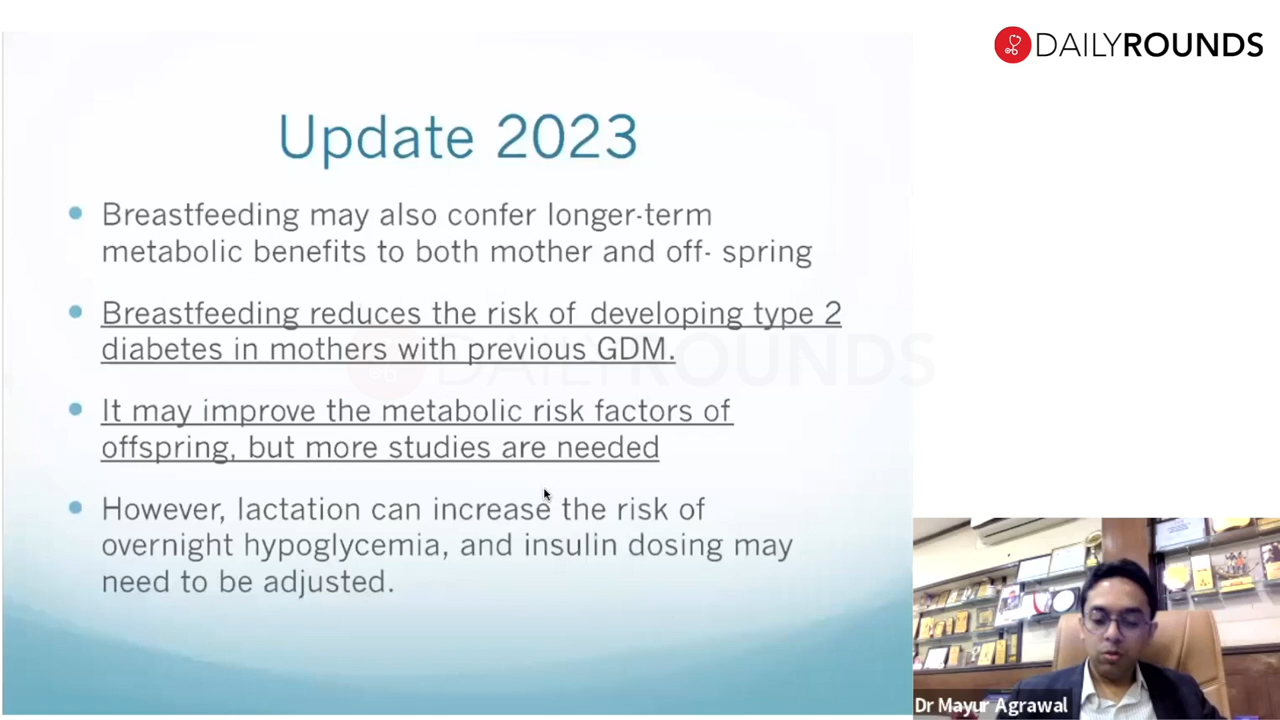 DAILYROUNDS
Update 2023
Breastfeeding may also confer longer-term
metabolic benefits to both mother and off- spring
Breastfeeding reduces the risk of developing type 2
diabetes in mothers with previous GDM.
It may improve the metabolic risk factors of
offspring, but more studies are needed
However, lactation can increase the risk of
overnight hypoglycemia, and insulin dosing may
need to be adjusted.
DAILYROUNDS
Dr Mayur Agrawal